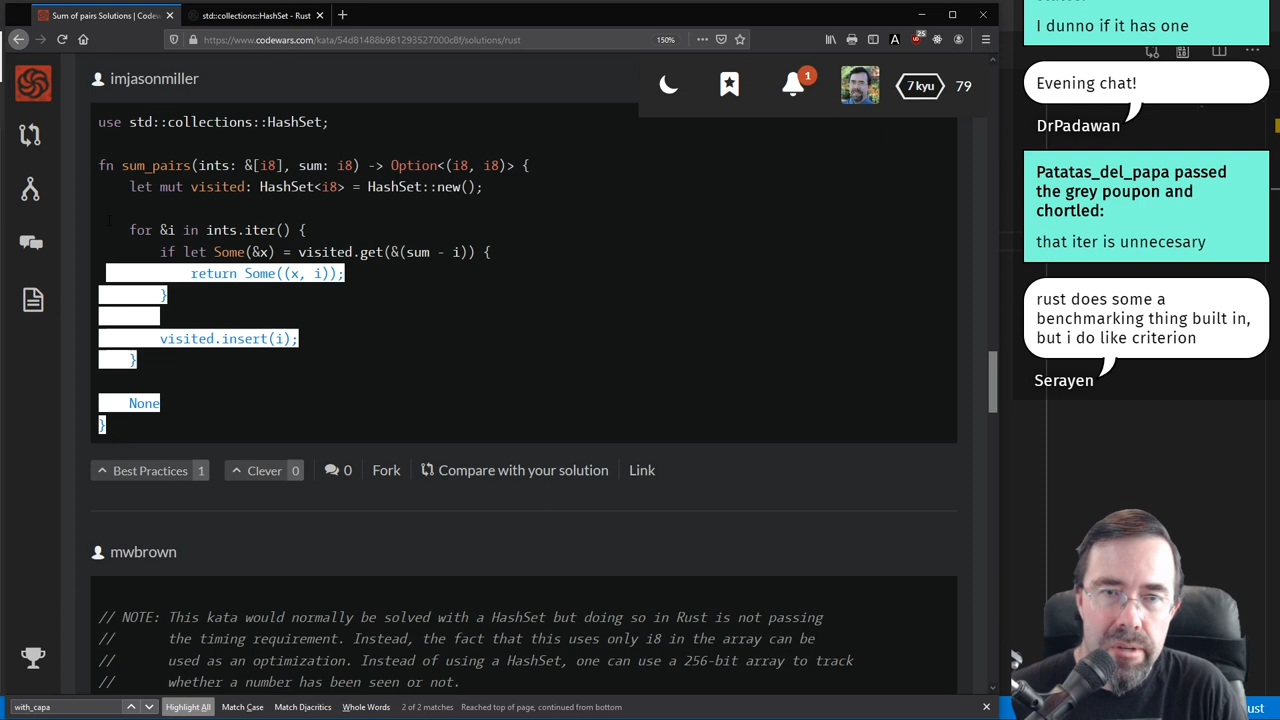 Sum of pairs Solutions | Codew
std::collections::HashSet - Rust
https://www.codewars.com/kata/54d81488b981293527000c8f/solutions/rust
150%
25
imjasonmiller
1
7 kyu
79
use std::collections::HashSet;
fn sum_pairs(ints: &[i8], sum: i8) -> Option<(i8, i8)> {
let mut visited: HashSet<i8> = HashSet::new();
for &i in ints.iter() {
if let Some(&x) = visited.get(&(sum - i)) {
return Some((x, i));
}
visited.insert(i);
}
None
}
Best Practices 1
Clever 0
0
Fork
Compare with your solution
Link
mwbrown
// NOTE: This kata would normally be solved with a HashSet but doing so in Rust is not passing
// the timing requirement. Instead, the fact that this uses only i8 in the array can be
// used as an optimization. Instead of using a HashSet, one can use a 256-bit array to track
// whether a number has been seen or not.
with_capa
Highlight All
Match Case
Match Diacritics
Whole Words
2 of 2 matches
Reached top of page, continued from bottom
I dunno if it has one
Evening chat!
DrPadawan
Patatas_del_papa passed
the grey poupon and
chortled:
that iter is unnecesary
rust does some a
benchmarking thing built in,
but i do like criterion
Serayen
ust